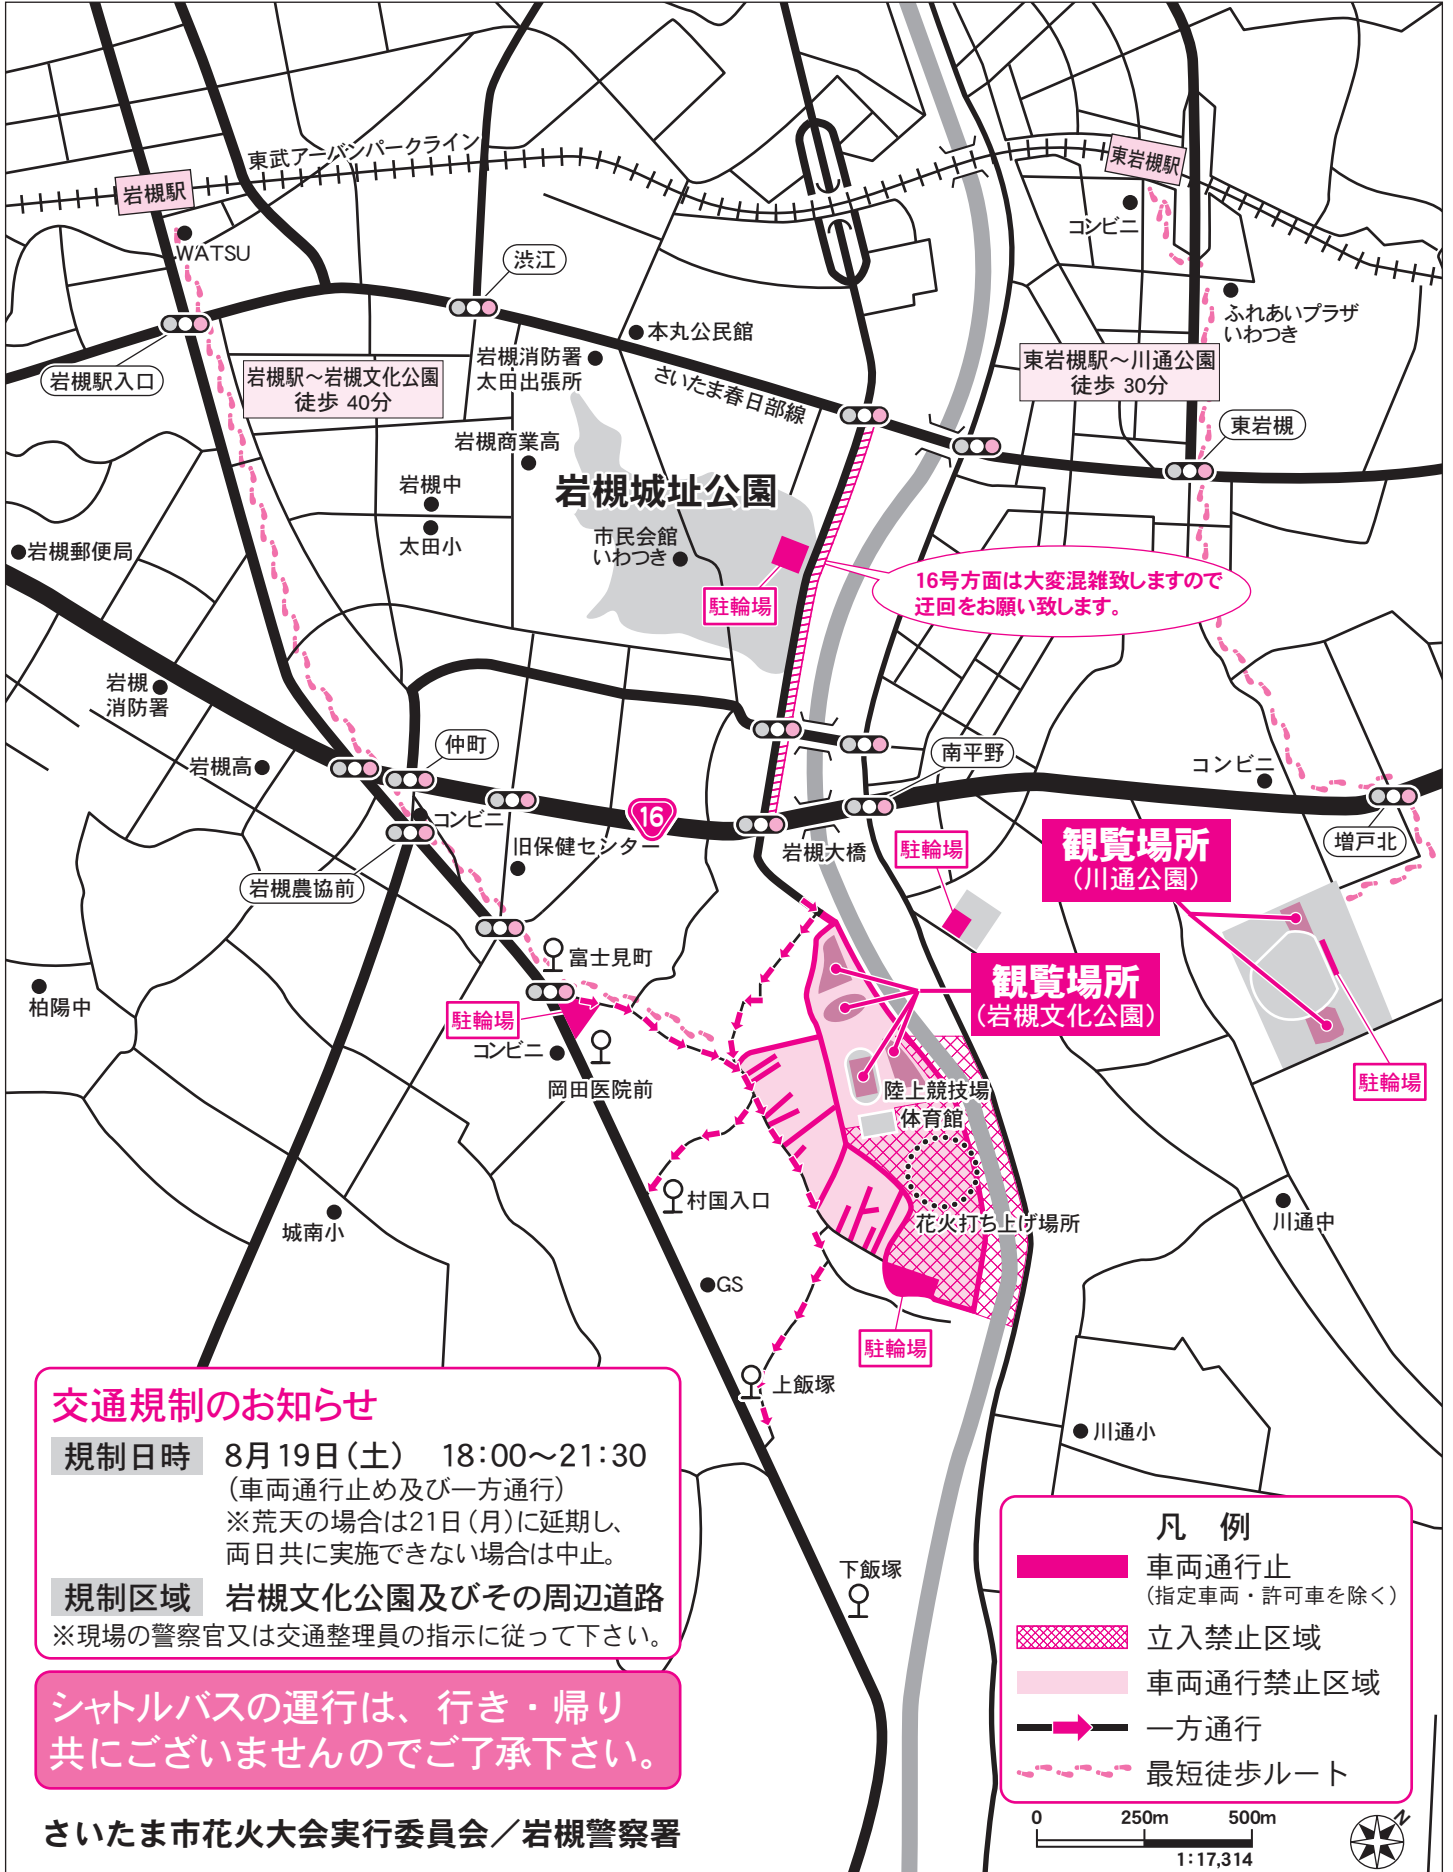 東武アーバンパークライン
岩槻駅
東岩槻駅
コンビニ
WATSU
渋江
本丸公民館
ふれあいプラザ
いわつき
岩槻駅入口
岩槻駅～岩槻文化公園
徒歩 40分
岩槻消防署
太田出張所
さいたま春日部線
東岩槻駅～川通公園
徒歩 30分
東岩槻
岩槻商業高
岩槻中
太田小
岩槻城址公園
市民会館
いわつき
岩槻郵便局
駐輪場
16号方面は大変混雑致しますので
迂回をお願い致します。
岩槻
消防署
岩槻高
仲町
南平野
コンビニ
コンビニ
16
旧保健センター
岩槻大橋
駐輪場
観覧場所
(川通公園)
増戸北
岩槻農協前
富士見町
観覧場所
(岩槻文化公園)
柏陽中
駐輪場
コンビニ
岡田医院前
陸上競技場
体育館
駐輪場
村国入口
花火打ち上げ場所
城南小
川通中
GS
駐輪場
上飯塚
川通小
下飯塚
交通規制のお知らせ
規制日時 8月19日(土) 18:00～21:30
(車両通行止め及び一方通行)
※荒天の場合は21日(月)に延期し、
両日共に実施できない場合は中止。
規制区域 岩槻文化公園及びその周辺道路
※現場の警察官又は交通整理員の指示に従って下さい。
シャトルバスの運行は、行き・帰り
共にございませんのでご了承下さい。
さいたま市花火大会実行委員会／岩槻警察署
凡 例
車両通行止
(指定車両・許可車を除く)
立入禁止区域
車両通行禁止区域
一方通行
最短徒歩ルート
0 250m 500m
1:17,314
N